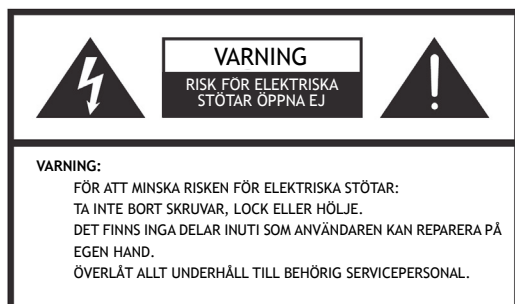 VARNING
RISK FÖR ELEKTRISKA
STÖTAR ÖPPNA EJ
VARNING:
FÖR ATT MINSKA RISKEN FÖR ELEKTRISKA STÖTAR:
TA INTE BORT SKRUVAR, LOCK ELLER HÖLJE.
DET FINNS INGA DELAR INUTI SOM ANVÄNDAREN KAN REPARERA PÅ
EGEN HAND.
ÖVERLÅT ALLT UNDERHÅLL TILL BEHÖRIG SERVICEPERSONAL.